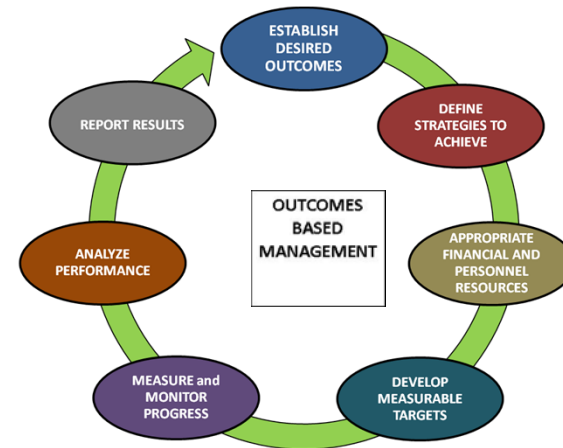 ESTABLISH
DESIRED
OUTCOMES
DEFINE
STRATEGIES TO
ACHIEVE
APPROPRIATE
FINANCIAL AND
PERSONNEL
RESOURCES
DEVELOP
MEASURABLE
TARGETS
MEASURE and
MONITOR
PROGRESS
ANALYZE
PERFORMANCE
REPORT RESULTS
OUTCOMES
BASED
MANAGEMENT